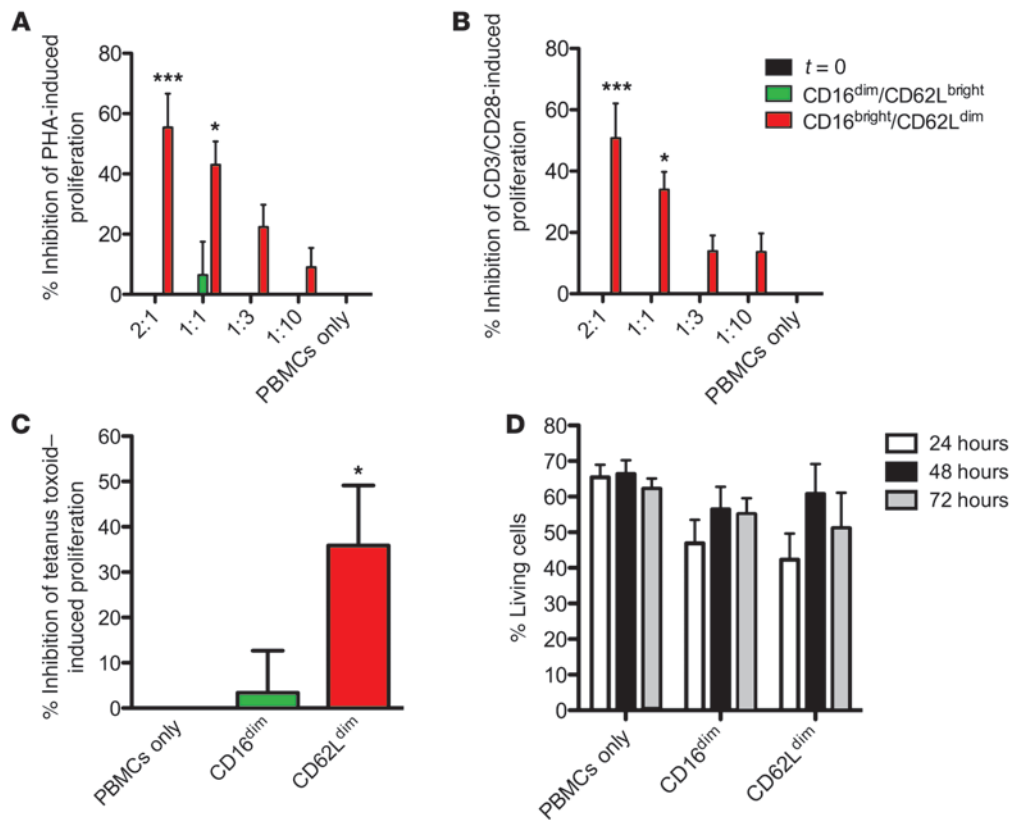 A
% Inhibition of PHA-induced
proliferation
80
60
40
20
0
***
*
2:1
1:1
1:3
1:10
PBMCs only
B
% Inhibition of CD3/CD28-induced
proliferation
80
60
40
20
0
***
*
2:1
1:1
1:3
1:10
PBMCs only
t = 0
CD16dim/CD62Lbright
CD16bright/CD62Ldim
C
% Inhibition of tetanus toxoid–
induced proliferation
60
50
40
30
20
10
0
*
PBMCs only
CD16dim
CD62Ldim
D
% Living cells
80
70
60
50
40
30
20
10
0
PBMCs only
CD16dim
CD62Ldim
24 hours
48 hours
72 hours